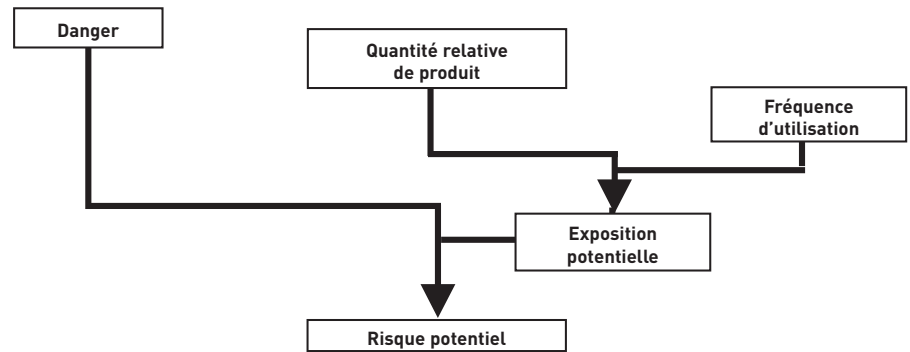 Danger
Quantité relative
de produit
Fréquence
d’utilisation
Exposition
potentielle
Risque potentiel